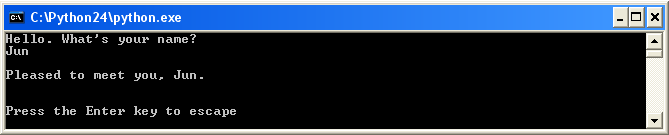 C:\Python24\python.exe
Hello. What's your name?
Jun
Pleased to meet you, Jun.
Press the Enter key to escape